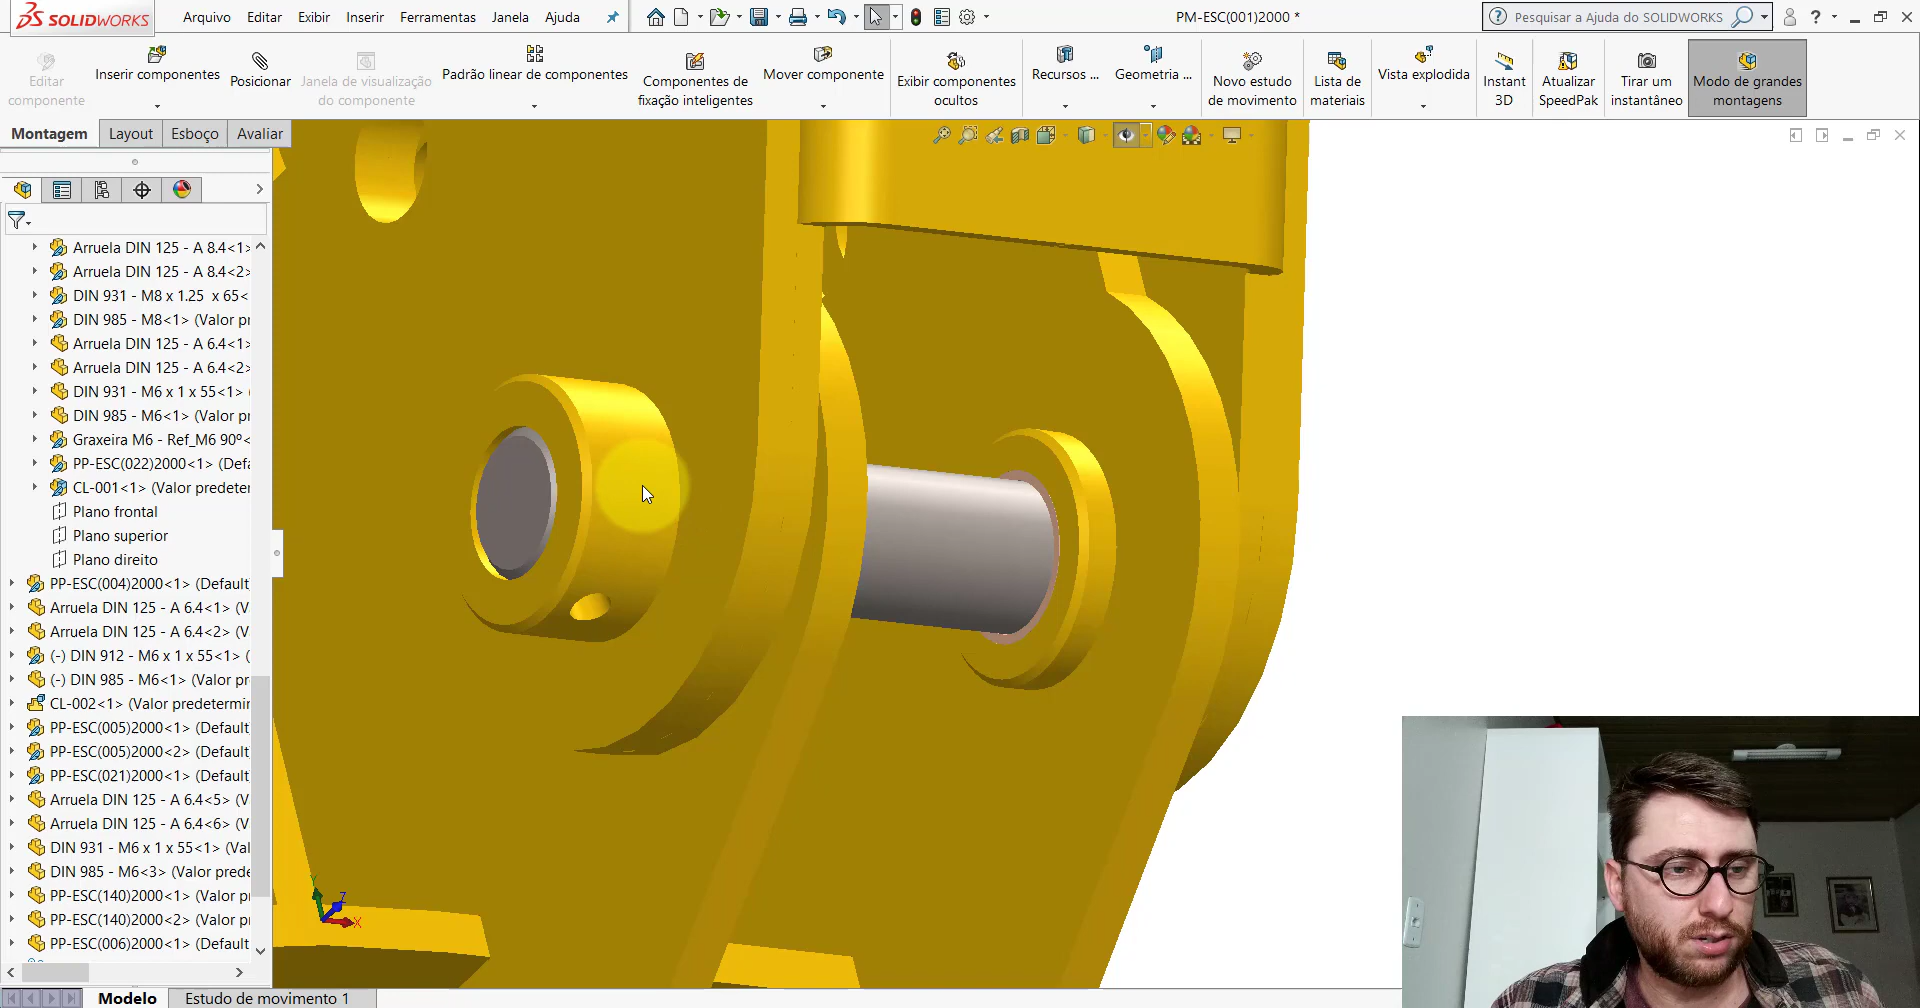 SOLIDWORKS
Arquivo Editar Exibir Inserir Ferramentas Janela Ajuda
PM-ESC(001)2000 *
Pesquisar a Ajuda do SOLIDWORKS
Editar componente
Inserir componentes
Posicionar
Janela de visualização do componente
Padrão linear de componentes
Componentes de fixação inteligentes
Mover componente
Exibir componentes ocultos
Recursos ...
Geometria ...
Novo estudo de movimento
Lista de materiais
Vista explodida
Instant 3D
Atualizar SpeedPak
Tirar um instantâneo
Modo de grandes montagens
Montagem Layout Esboço Avaliar
Arruela DIN 125 - A 8.4<1>
Arruela DIN 125 - A 8.4<2>
DIN 931 - M8 x 1.25 x 65<
DIN 985 - M8<1> (Valor pr
Arruela DIN 125 - A 6.4<1>
Arruela DIN 125 - A 6.4<2>
DIN 931 - M6 x 1 x 55<1> (
DIN 985 - M6<1> (Valor pr
Graxeira M6 - Ref_M6 90º<
PP-ESC(022)2000<1> (Defa
CL-001<1> (Valor predeter
Plano frontal
Plano superior
Plano direito
PP-ESC(004)2000<1> (Default
Arruela DIN 125 - A 6.4<1> (V
Arruela DIN 125 - A 6.4<2> (V
(-) DIN 912 - M6 x 1 x 55<1> (
(-) DIN 985 - M6<1> (Valor pr
CL-002<1> (Valor predetermin
PP-ESC(005)2000<1> (Default
PP-ESC(005)2000<2> (Default
PP-ESC(021)2000<1> (Default
Arruela DIN 125 - A 6.4<5> (V
Arruela DIN 125 - A 6.4<6> (V
DIN 931 - M6 x 1 x 55<1> (Val
DIN 985 - M6<3> (Valor prede
PP-ESC(140)2000<1> (Valor pr
PP-ESC(140)2000<2> (Valor pr
PP-ESC(006)2000<1> (Default
Y Z X
Modelo Estudo de movimento 1